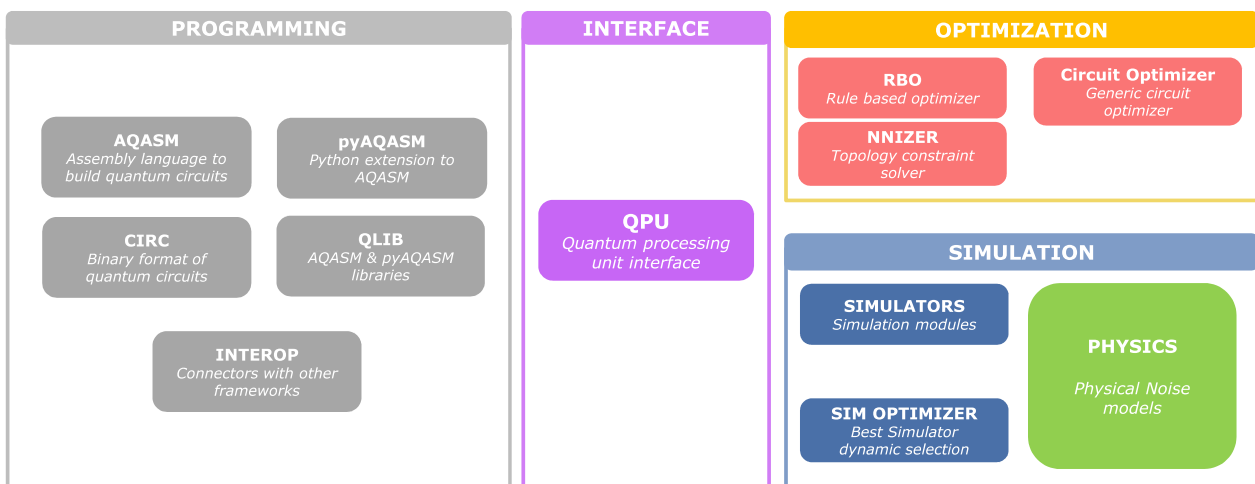 PROGRAMMING
AQASM
Assembly language to
build quantum circuits
pyAQASM
Python extension to
AQASM
CIRC
Binary format of
quantum circuits
QLIB
AQASM & pyAQASM
libraries
INTEROP
Connectors with other
frameworks
INTERFACE
QPU
Quantum processing
unit interface
OPTIMIZATION
RBO
Rule based optimizer
Circuit Optimizer
Generic circuit
optimizer
NNIZER
Topology constraint
solver
SIMULATION
SIMULATORS
Simulation modules
PHYSICS
Physical Noise
models
SIM OPTIMIZER
Best Simulator
dynamic selection